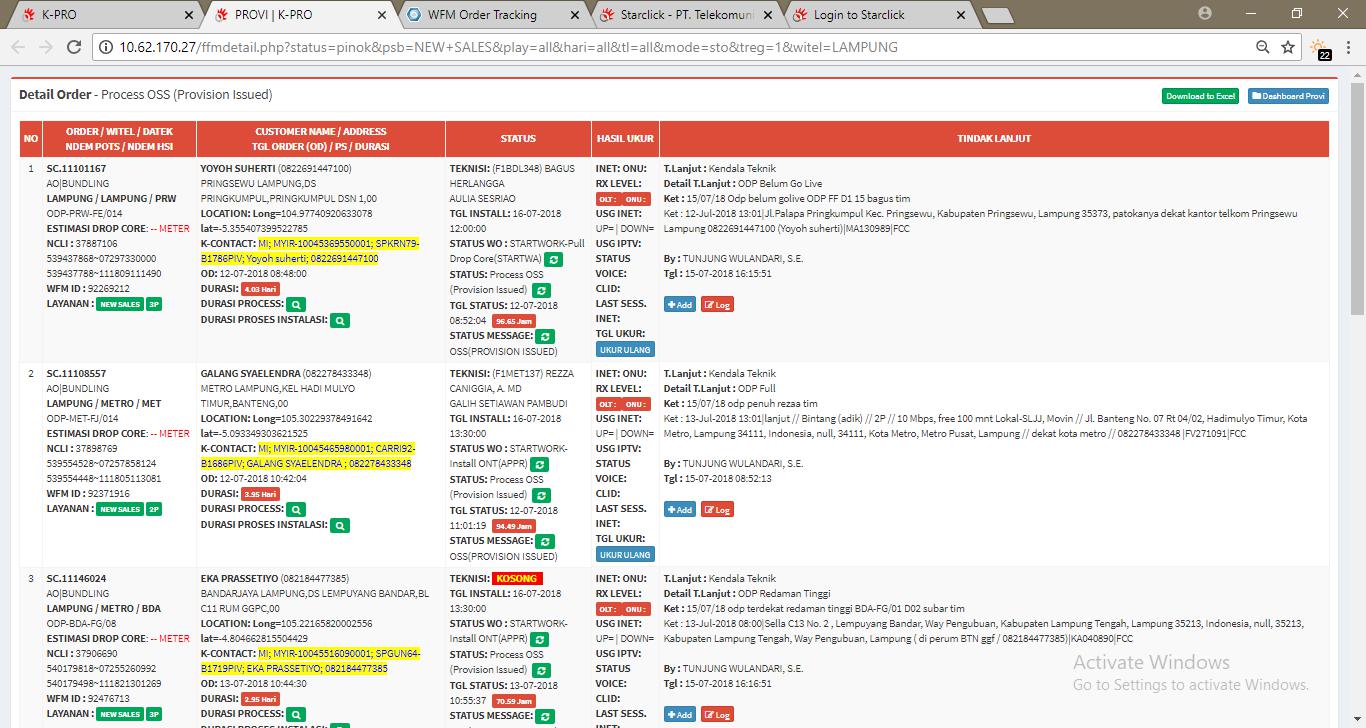 K-PRO
PROVI | K-PRO
WFM Order Tracking
Starclick - PT. Telekomuni
Login to Starclick
10.62.170.27/ffmdetail.php?status=pinok&psb=NEW+SALES&play=all&hari=all&tl=all&mode=sto&treg=1&witel=LAMPUNG
22
Detail Order - Process OSS (Provision Issued)
Download to Excel
Dashboard Provi
NO
ORDER / WITEL / DATEK
NDEM POTS / NDEM HSI
CUSTOMER NAME / ADDRESS
TGL ORDER (OD) / PS / DURASI
STATUS
HASIL UKUR
TINDAK LANJUT
1
SC.11101167
AO|BUNDLING
LAMPUNG / LAMPUNG / PRW
ODP-PRW-FE/014
ESTIMASI DROP CORE: -- METER
NCLI : 37887106
539437868~07297330000
539437788~111809111490
WFM ID : 92269212
LAYANAN : NEW SALES 3P
YOYOH SUHERTI (0822691447100)
PRINGSEWU LAMPUNG,DS
PRINGKUMPUL,PRINGKUMPUL DSN 1,00
LOCATION: Long=104.97740920633078
lat=-5.355407399522785
K-CONTACT: MI; MYIR-10045369550001; SPKRN79-
B1786PIV; Yoyoh suherti; 0822691447100
OD: 12-07-2018 08:48:00
DURASI: 4.03 Hari
DURASI PROCESS:
DURASI PROSES INSTALASI:
TEKNISI: (F1BDL348) BAGUS
HERLANGGA
AULIA SESRIAO
TGL INSTALL: 16-07-2018
12:00:00
STATUS WO : STARTWORK-Pull
Drop Core(STARTWA)
STATUS: Process OSS
(Provision Issued)
TGL STATUS: 12-07-2018
08:52:04 96.65 Jam
STATUS MESSAGE:
OSS(PROVISION ISSUED)
INET: ONU:
RX LEVEL:
OLT : ONU :
USG INET:
UP= | DOWN=
USG IPTV:
STATUS
VOICE:
CLID:
LAST SESS.
INET:
TGL UKUR:
UKUR ULANG
T.Lanjut : Kendala Teknik
Detail T.Lanjut : ODP Belum Go Live
Ket : 15/07/18 Odp belum golive ODP FF D1 15 bagus tim
Ket : 12-Jul-2018 13:01|Jl.Palapa Pringkumpul Kec. Pringsewu, Kabupaten Pringsewu, Lampung 35373, patokanya dekat kantor telkom Pringsewu
Lampung 0822691447100 (Yoyoh suherti)|MA130989|FCC
By : TUNJUNG WULANDARI, S.E.
Tgl : 15-07-2018 16:15:51
Add Log
2
SC.11108557
AO|BUNDLING
LAMPUNG / METRO / MET
ODP-MET-FJ/014
ESTIMASI DROP CORE: -- METER
NCLI : 37898769
539554528~07257858124
539554448~111805113081
WFM ID : 92371916
LAYANAN : NEW SALES 2P
GALANG SYAELENDRA (082278433348)
METRO LAMPUNG,KEL HADI MULYO
TIMUR,BANTENG,00
LOCATION: Long=105.30229378491642
lat=-5.093349303621525
K-CONTACT: MI; MYIR-10045465980001; CARRI92-
B1686PIV; GALANG SYAELENDRA ; 082278433348
OD: 12-07-2018 10:42:04
DURASI: 3.95 Hari
DURASI PROCESS:
DURASI PROSES INSTALASI:
TEKNISI: (F1MET137) REZZA
CANIGGIA, A. MD
GALIH SETIAWAN PAMBUDI
TGL INSTALL: 16-07-2018
13:30:00
STATUS WO : STARTWORK-
Install ONT(APPR)
STATUS: Process OSS
(Provision Issued)
TGL STATUS: 12-07-2018
11:01:19 94.49 Jam
STATUS MESSAGE:
OSS(PROVISION ISSUED)
INET: ONU:
RX LEVEL:
OLT : ONU :
USG INET:
UP= | DOWN=
USG IPTV:
STATUS
VOICE:
CLID:
LAST SESS.
INET:
TGL UKUR:
UKUR ULANG
T.Lanjut : Kendala Teknik
Detail T.Lanjut : ODP Full
Ket : 15/07/18 odp penuh rezaa tim
Ket : 13-Jul-2018 13:01|lanjut // Bintang (adik) // 2P // 10 Mbps, free 100 mnt Lokal-SLJJ, Movin // Jl. Banteng No. 07 Rt 04/02, Hadimulyo Timur, Kota
Metro, Lampung 34111, Indonesia, null, 34111, Kota Metro, Metro Pusat, Lampung // dekat kota metro // 082278433348 |FV271091|FCC
By : TUNJUNG WULANDARI, S.E.
Tgl : 15-07-2018 08:52:13
Add Log
3
SC.11146024
AO|BUNDLING
LAMPUNG / METRO / BDA
ODP-BDA-FG/08
ESTIMASI DROP CORE: -- METER
NCLI : 37906690
540179818~07255260992
540179498~111821301269
WFM ID : 92476713
LAYANAN : NEW SALES 3P
EKA PRASSETIYO (082184477385)
BANDARJAYA LAMPUNG,DS LEMPUYANG BANDAR,BL
C11 RUM GGPC,00
LOCATION: Long=105.22165820002556
lat=-4.804662815504429
K-CONTACT: MI; MYIR-10045516090001; SPGUN64-
B1719PIV; EKA PRASSETIYO; 082184477385
OD: 13-07-2018 10:44:30
DURASI: 2.95 Hari
DURASI PROCESS:
TEKNISI: KOSONG
TGL INSTALL: 16-07-2018
13:30:00
STATUS WO : STARTWORK-
Install ONT(APPR)
STATUS: Process OSS
(Provision Issued)
TGL STATUS: 13-07-2018
10:55:37 70.59 Jam
STATUS MESSAGE:
INET: ONU:
RX LEVEL:
OLT : ONU :
USG INET:
UP= | DOWN=
USG IPTV:
STATUS
VOICE:
CLID:
LAST SESS.
T.Lanjut : Kendala Teknik
Detail T.Lanjut : ODP Redaman Tinggi
Ket : 15/07/18 odp terdekat redaman tinggi BDA-FG/01 D02 subar tim
Ket : 13-Jul-2018 08:00|Sella C13 No. 2 , Lempuyang Bandar, Way Pengubuan, Kabupaten Lampung Tengah, Lampung 35213, Indonesia, null, 35213,
Kabupaten Lampung Tengah, Way Pengubuan, Lampung ( di perum BTN ggf / 082184477385)|KA040890|FCC
By : TUNJUNG WULANDARI, S.E.
Tgl : 15-07-2018 16:16:51
Add Log
Activate Windows
Go to Settings to activate Windows.